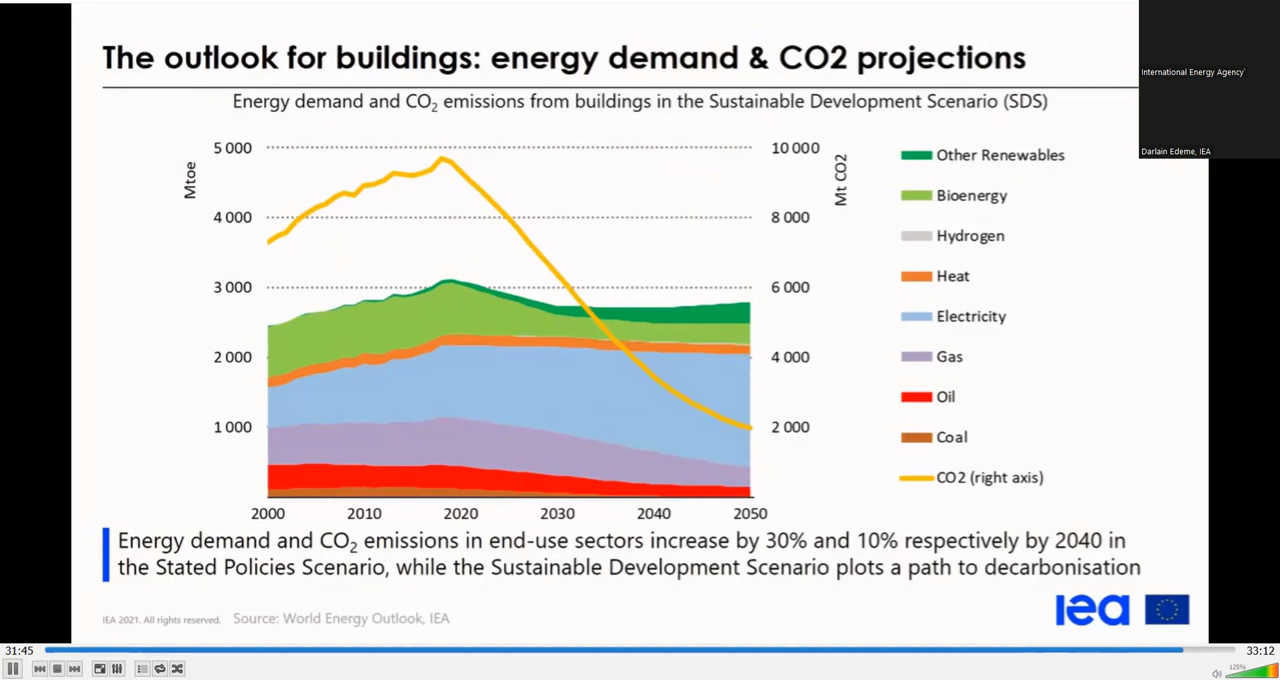 The outlook for buildings: energy demand & CO2 projections
International Energy Agency
Darlain Edeme, IEA
Energy demand and CO2 emissions from buildings in the Sustainable Development Scenario (SDS)
Mtoe
5 000
4 000
3 000
2 000
1 000
10 000
8 000
6 000
4 000
2 000
Mt CO2
2000 2010 2020 2030 2040 2050
Other Renewables
Bioenergy
Hydrogen
Heat
Electricity
Gas
Oil
Coal
CO2 (right axis)
Energy demand and CO2 emissions in end-use sectors increase by 30% and 10% respectively by 2040 in
the Stated Policies Scenario, while the Sustainable Development Scenario plots a path to decarbonisation
IEA 2021. All rights reserved. Source: World Energy Outlook, IEA
iea
31:45
33:12
125%